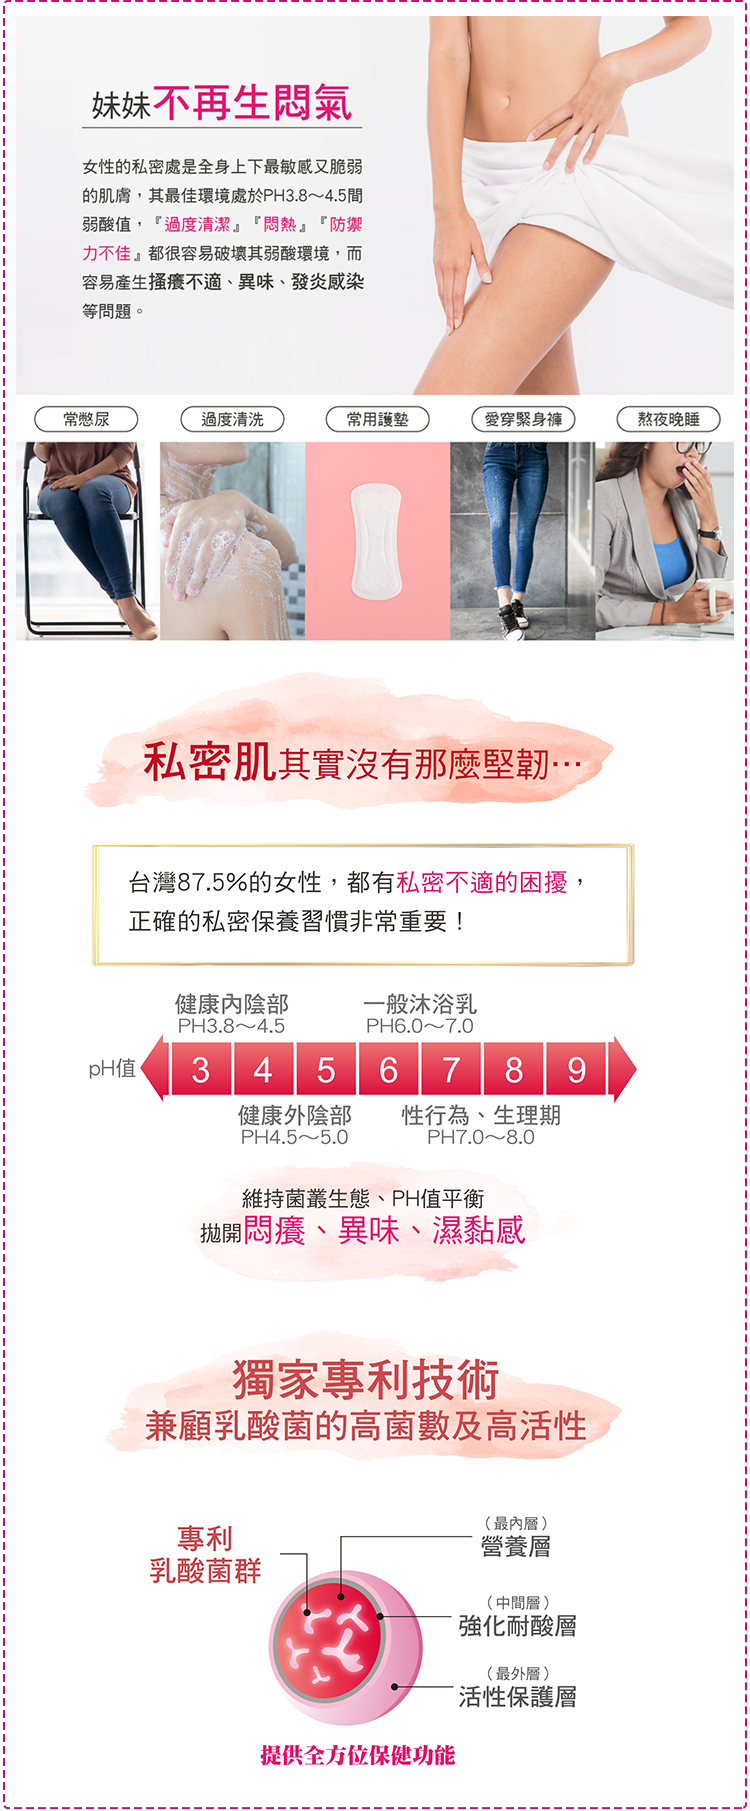 妹妹不再生悶氣
女性的私密處是全身上下最敏感又脆弱
的肌膚，其最佳環境處於PH3.8～4.5間
弱酸值，『過度清潔』『悶熱』『防禦
力不佳』都很容易破壞其弱酸環境，而
容易產生搔癢不適、異味、發炎感染
等問題。
常憋尿 過度清洗 常用護墊 愛穿緊身褲 熬夜晚睡
私密肌其實沒有那麼堅韌…
台灣87.5%的女性，都有私密不適的困擾，
正確的私密保養習慣非常重要！
健康內陰部 一般沐浴乳
PH3.8～4.5 PH6.0～7.0
pH值 3 4 5 6 7 8 9
健康外陰部 性行為、生理期
PH4.5～5.0 PH7.0～8.0
維持菌叢生態、PH值平衡
拋開悶癢、異味、濕黏感
獨家專利技術
兼顧乳酸菌的高菌數及高活性
專利
乳酸菌群
（最內層）
營養層
（中間層）
強化耐酸層
（最外層）
活性保護層
提供全方位保健功能